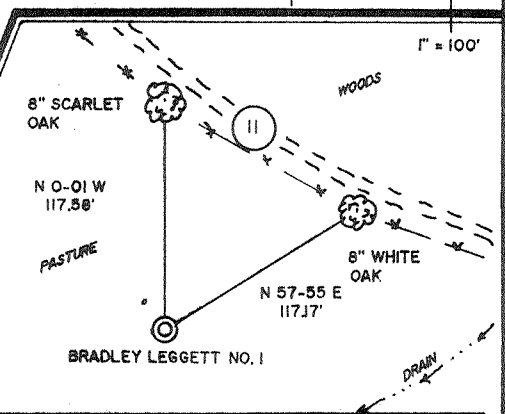 1" = 100'
WOODS
8" SCARLET
OAK
11
N 0-01 W
117.58'
PASTURE
8" WHITE
OAK
N 57-55 E
117.17'
BRADLEY LEGGETT NO. 1
DRAIN